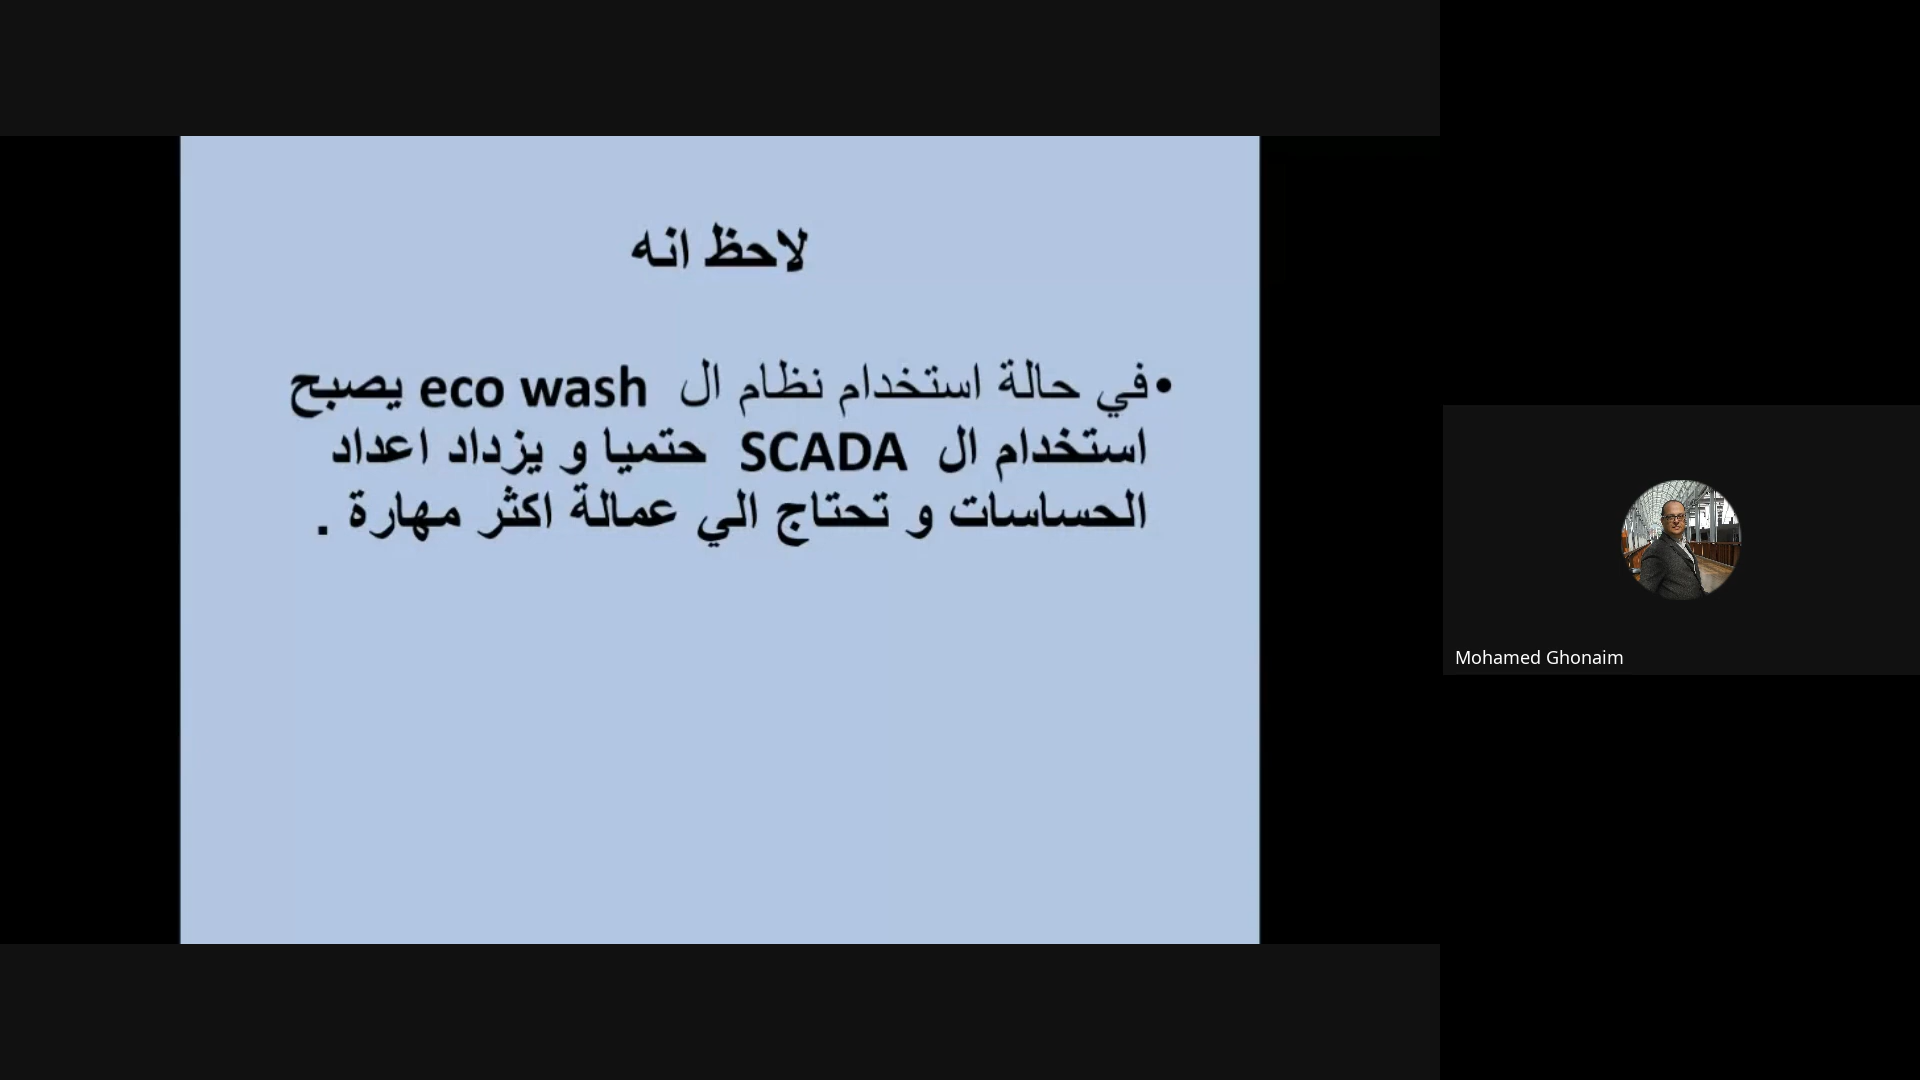 لاحظ انه
•في حالة استخدام نظام ال eco wash يصبح
استخدام ال SCADA حتميا و يزداد اعداد
الحساسات و تحتاج الي عمالة اكثر مهارة .
Mohamed Ghonaim